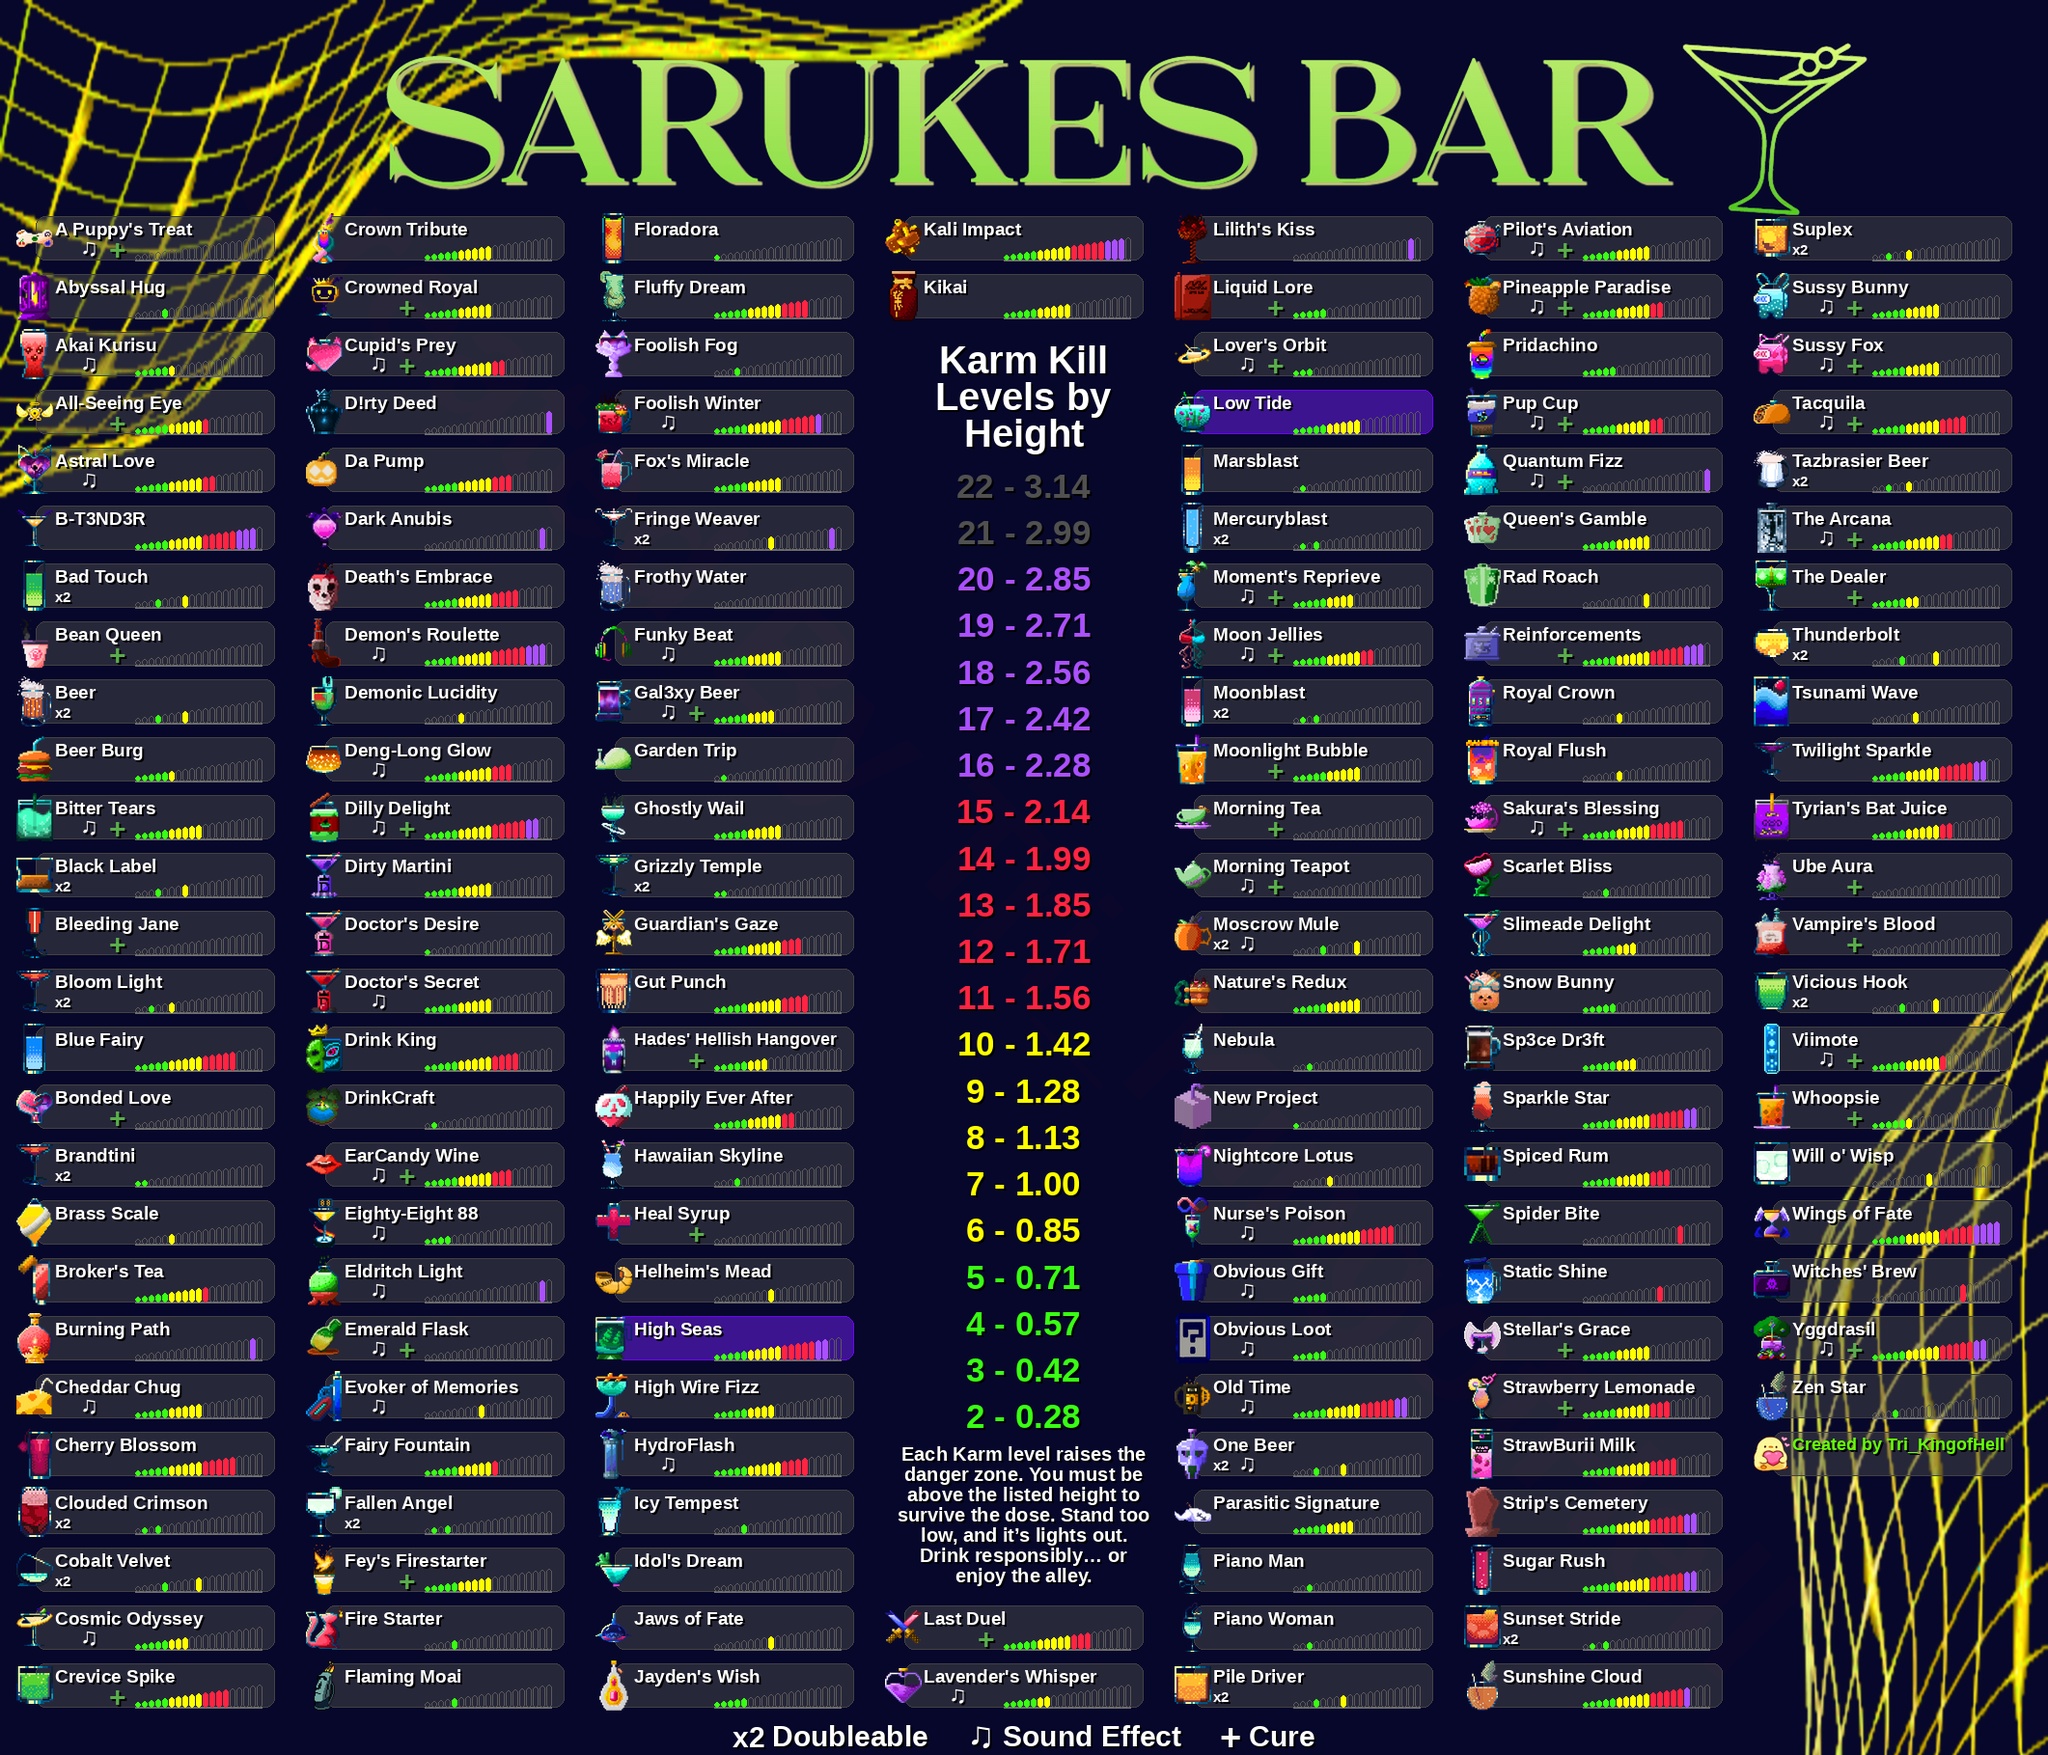 SARUKES BAR
A Puppy's Treat
♫ +
Abyssal Hug
Akai Kurisu
♫
All-Seeing Eye
+
Astral Love
♫
B-T3ND3R
Bad Touch
x2
Bean Queen
+
Beer
x2
Beer Burg
Bitter Tears
♫ +
Black Label
x2
Bleeding Jane
+
Bloom Light
x2
Blue Fairy
Bonded Love
+
Brandtini
x2
Brass Scale
Broker's Tea
Burning Path
Cheddar Chug
♫
Cherry Blossom
Clouded Crimson
x2
Cobalt Velvet
x2
Cosmic Odyssey
♫
Crevice Spike
+
Crown Tribute
Crowned Royal
+
Cupid's Prey
♫ +
D!rty Deed
Da Pump
Dark Anubis
Death's Embrace
Demon's Roulette
♫
Demonic Lucidity
Deng-Long Glow
♫
Dilly Delight
♫ +
Dirty Martini
Doctor's Desire
Doctor's Secret
♫
Drink King
DrinkCraft
EarCandy Wine
♫ +
Eighty-Eight 88
♫
Eldritch Light
♫
Emerald Flask
♫ +
Evoker of Memories
♫
Fairy Fountain
Fallen Angel
x2
Fey's Firestarter
+
Fire Starter
Flaming Moai
Floradora
Fluffy Dream
Foolish Fog
Foolish Winter
♫
Fox's Miracle
Fringe Weaver
x2
Frothy Water
Funky Beat
♫
Gal3xy Beer
♫ +
Garden Trip
Ghostly Wail
Grizzly Temple
x2
Guardian's Gaze
Gut Punch
Hades' Hellish Hangover
+
Happily Ever After
Hawaiian Skyline
Heal Syrup
+
Helheim's Mead
High Seas
High Wire Fizz
HydroFlash
♫
Icy Tempest
Idol's Dream
Jaws of Fate
Jayden's Wish
Kali Impact
Kikai
Karm Kill
Levels by
Height
22 - 3.14
21 - 2.99
20 - 2.85
19 - 2.71
18 - 2.56
17 - 2.42
16 - 2.28
15 - 2.14
14 - 1.99
13 - 1.85
12 - 1.71
11 - 1.56
10 - 1.42
9 - 1.28
8 - 1.13
7 - 1.00
6 - 0.85
5 - 0.71
4 - 0.57
3 - 0.42
2 - 0.28
Each Karm level raises the
danger zone. You must be
above the listed height to
survive the dose. Stand too
low, and it's lights out.
Drink responsibly... or
enjoy the alley.
Last Duel
+
Lavender's Whisper
♫
Lilith's Kiss
Liquid Lore
+
Lover's Orbit
♫ +
Low Tide
Marsblast
Mercuryblast
x2
Moment's Reprieve
♫ +
Moon Jellies
♫ +
Moonblast
x2
Moonlight Bubble
+
Morning Tea
+
Morning Teapot
♫ +
Moscrow Mule
x2 ♫
Nature's Redux
Nebula
New Project
Nightcore Lotus
Nurse's Poison
♫
Obvious Gift
♫
Obvious Loot
♫
Old Time
♫
One Beer
x2 ♫
Parasitic Signature
Piano Man
Piano Woman
Pile Driver
x2
Pilot's Aviation
♫ +
Pineapple Paradise
♫ +
Pridachino
Pup Cup
♫ +
Quantum Fizz
♫ +
Queen's Gamble
Rad Roach
Reinforcements
+
Royal Crown
Royal Flush
Sakura's Blessing
♫ +
Scarlet Bliss
Slimeade Delight
Snow Bunny
Sp3ce Dr3ft
Sparkle Star
Spiced Rum
Spider Bite
Static Shine
Stellar's Grace
+
Strawberry Lemonade
+
StrawBurii Milk
Strip's Cemetery
Sugar Rush
Sunset Stride
x2
Sunshine Cloud
Suplex
x2
Sussy Bunny
♫ +
Sussy Fox
♫ +
Tacquila
♫ +
Tazbrasier Beer
x2
The Arcana
♫ +
The Dealer
+
Thunderbolt
x2
Tsunami Wave
Twilight Sparkle
Tyrian's Bat Juice
Ube Aura
+
Vampire's Blood
+
Vicious Hook
x2
Viimote
♫ +
Whoopsie
+
Will o' Wisp
Wings of Fate
Witches' Brew
Yggdrasil
♫ +
Zen Star
Created by Tri_KingofHell
x2 Doubleable ♫ Sound Effect + Cure